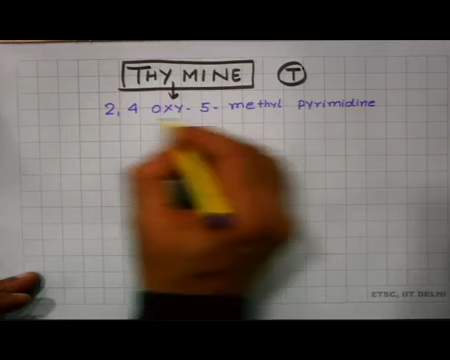 THYMINE T
2, 4 oxy- 5- methyl pyrimidine
ETSC, IIT DELHI